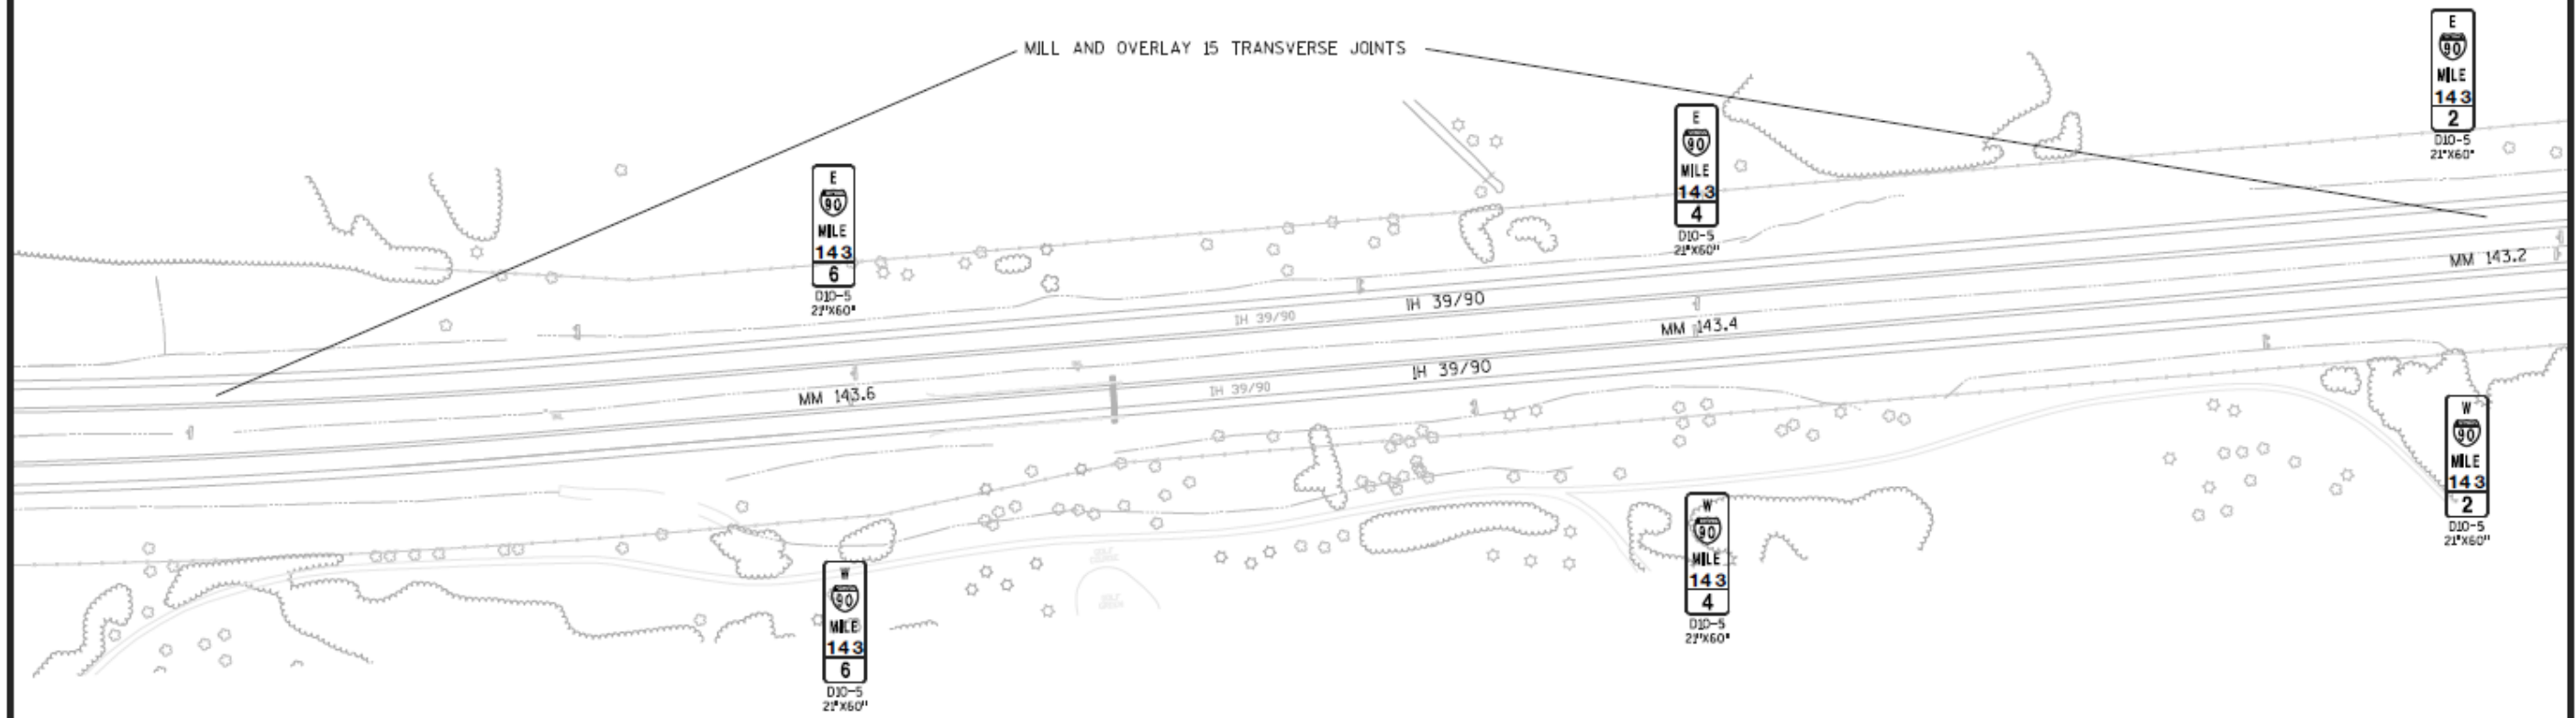 MILL AND OVERLAY 15 TRANSVERSE JOINTS
E
90
MILE
143
2
D10-5
21"X60"
E
90
MILE
143
4
D10-5
21"X60"
E
90
MILE
143
6
D10-5
21"X60"
MM 143.2
IH 39/90
IH 39/90
MM 143.4
IH 39/90
IH 39/90
MM 143.6
W
90
MILE
143
2
D10-5
21"X60"
W
90
MILE
143
4
D10-5
21"X60"
W
90
MILE
143
6
D10-5
21"X60"